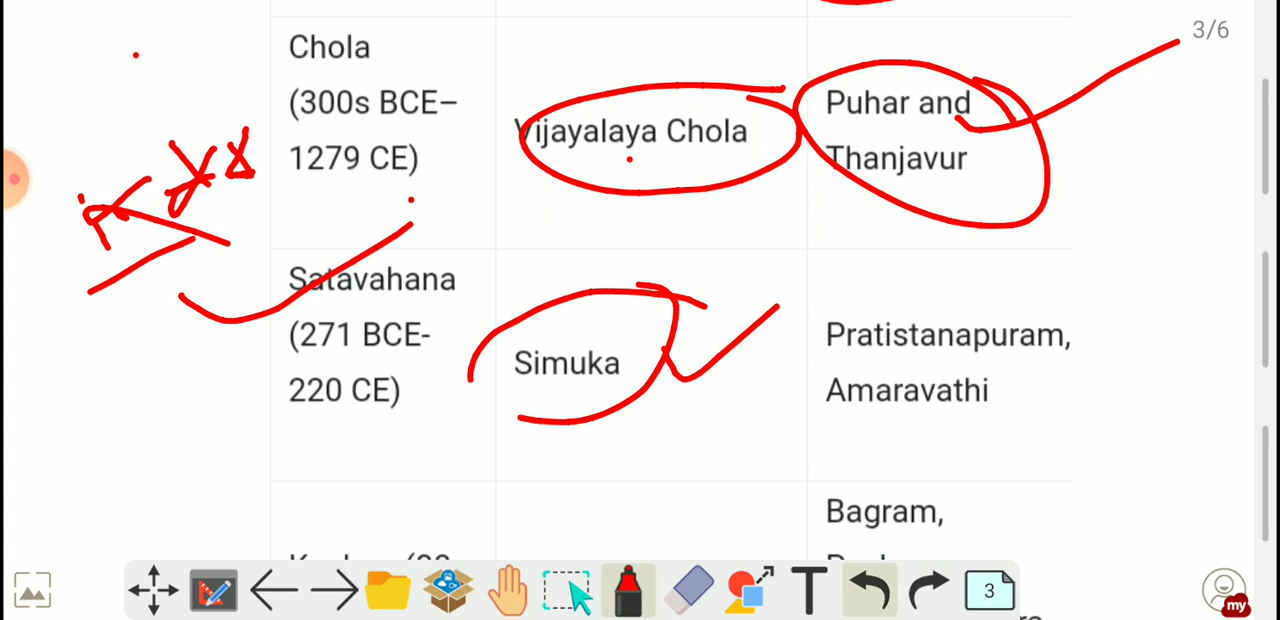 3/6
Chola
(300s BCE–
1279 CE)
Vijayalaya Chola
Puhar and
Thanjavur
Satavahana
(271 BCE-
220 CE)
Simuka
Pratistanapuram,
Amaravathi
Bagram,
T
3
my